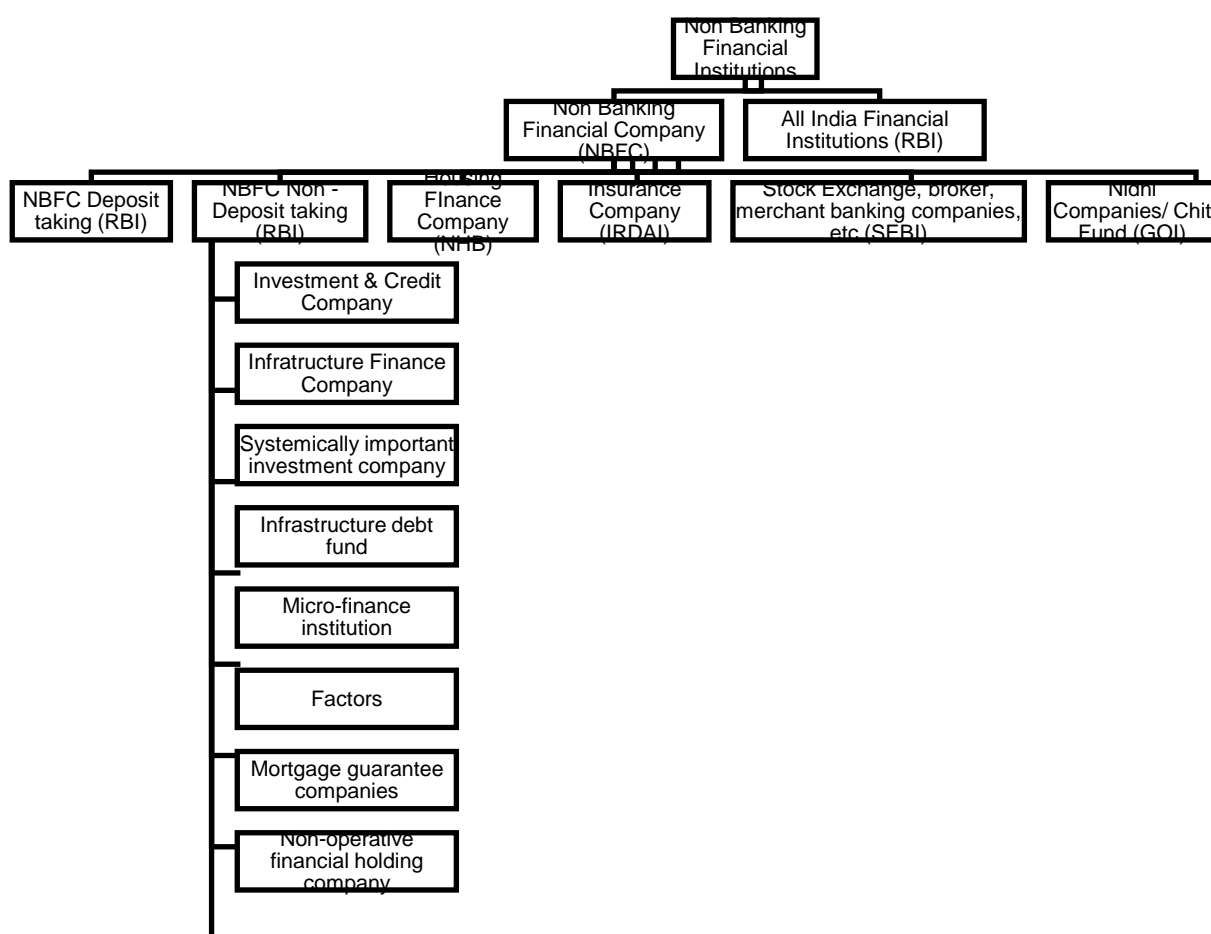 Non Banking
Financial
Institutions
Non Banking
Financial Company
(NBFC)
All India Financial
Institutions (RBI)
NBFC Deposit
taking (RBI)
NBFC Non -
Deposit taking
(RBI)
Housing
FInance
Company
(NHB)
Insurance
Company
(IRDAI)
Stock Exchange, broker,
merchant banking companies,
etc (SEBI)
Nidhi
Companies/ Chit
Fund (GOI)
Investment & Credit
Company
Infratructure Finance
Company
Systemically important
investment company
Infrastructure debt
fund
Micro-finance
institution
Factors
Mortgage guarantee
companies
Non-operative
financial holding
company